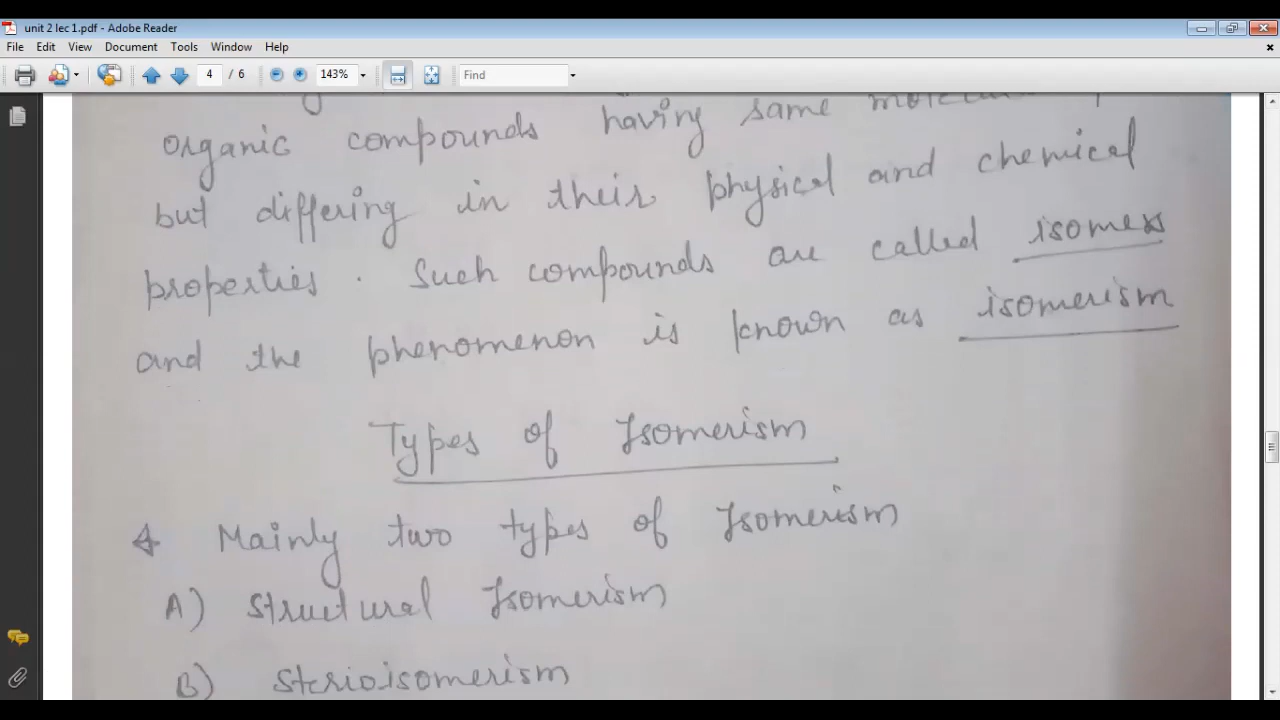 unit 2 lec 1.pdf - Adobe Reader
File Edit View Document Tools Window Help
4 / 6 143% Find
organic compounds having same
but differing in their physical and chemical
properties. Such compounds are called isomers
and the phenomenon is known as isomerism
Types of Isomerism
Mainly two types of Isomerism
A) Structural Isomerism
B) Sterioisomerism